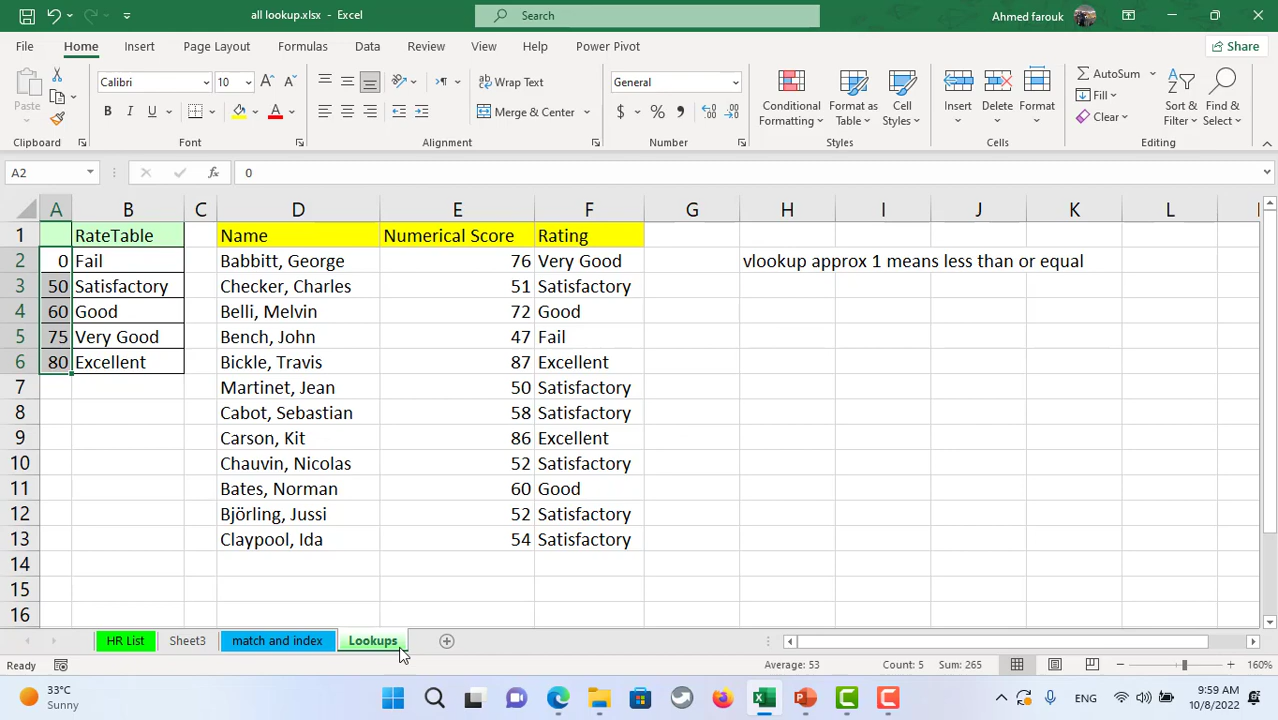 all lookup.xlsx - Excel
Search
Ahmed farouk
File Home Insert Page Layout Formulas Data Review View Help Power Pivot Share
Paste
Calibri 10
Wrap Text
Merge & Center
General
Conditional Formatting
Format as Table
Cell Styles
Insert Delete Format
AutoSum
Fill
Clear
Sort & Filter
Find & Select
Clipboard Font Alignment Number Styles Cells Editing
A2 fx 0
A B C D E F G H I J K L
1 RateTable Name Numerical Score Rating
2 0 Fail Babbitt, George 76 Very Good vlookup approx 1 means less than or equal
3 50 Satisfactory Checker, Charles 51 Satisfactory
4 60 Good Belli, Melvin 72 Good
5 75 Very Good Bench, John 47 Fail
6 80 Excellent Bickle, Travis 87 Excellent
7 Martinet, Jean 50 Satisfactory
8 Cabot, Sebastian 58 Satisfactory
9 Carson, Kit 86 Excellent
10 Chauvin, Nicolas 52 Satisfactory
11 Bates, Norman 60 Good
12 Björling, Jussi 52 Satisfactory
13 Claypool, Ida 54 Satisfactory
14
15
16
HR List Sheet3 match and index Lookups
Ready Average: 53 Count: 5 Sum: 265 160%
33°C
Sunny
ENG
9:59 AM
10/8/2022